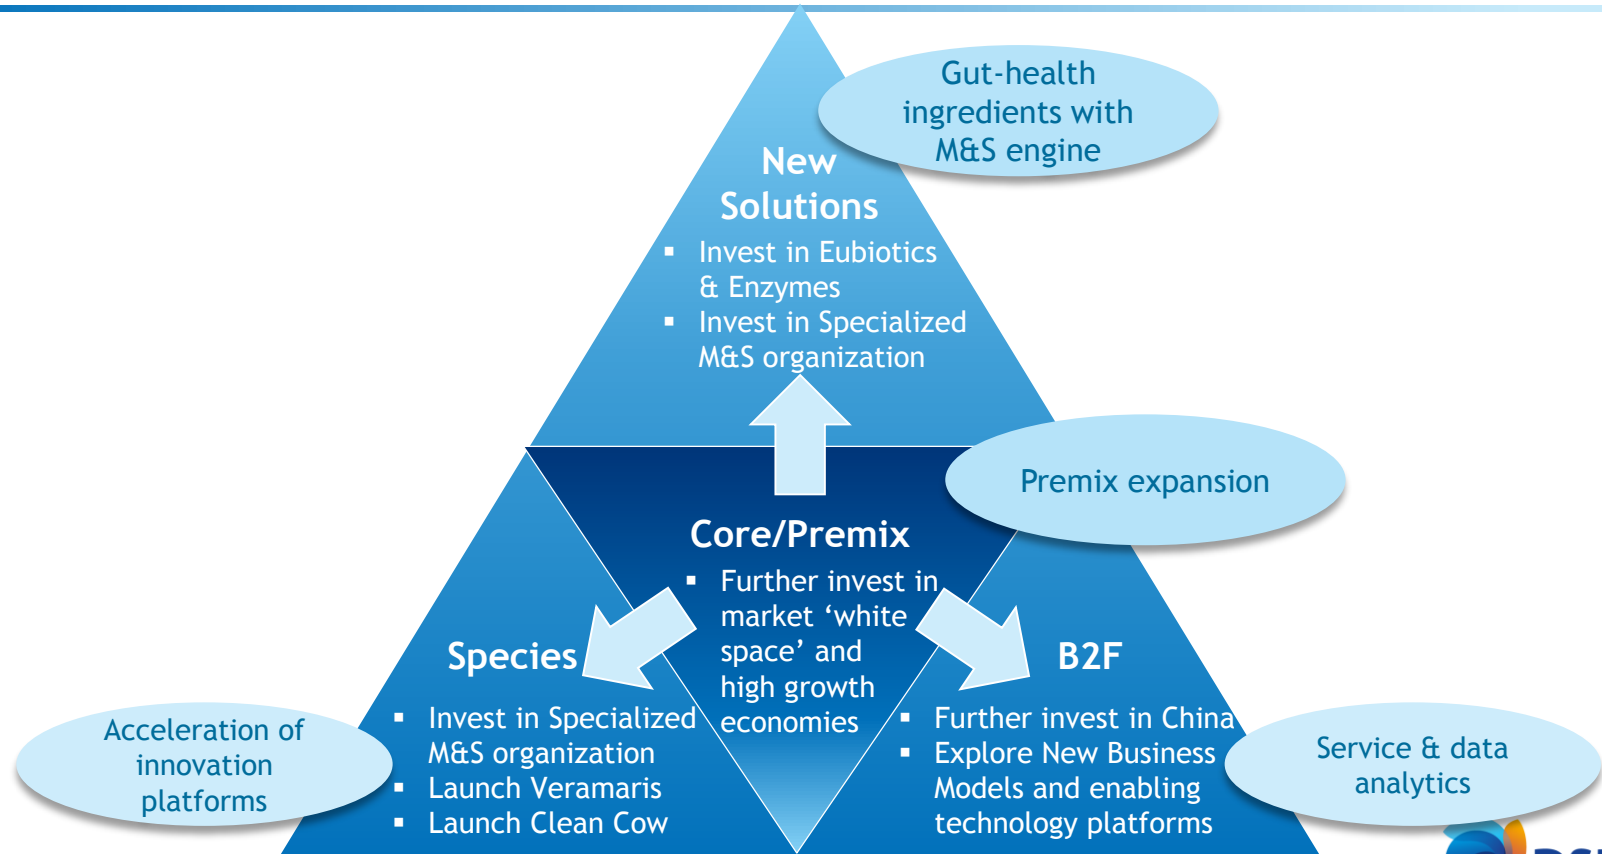 Gut-health
ingredients with
M&S engine
New
Solutions
▪ Invest in Eubiotics
& Enzymes
▪ Invest in Specialized
M&S organization
Premix expansion
Core/Premix
▪ Further invest in
market ‘white
space’ and
high growth
economies
Species
▪ Invest in Specialized
M&S organization
▪ Launch Veramaris
▪ Launch Clean Cow
B2F
▪ Further invest in China
▪ Explore New Business
Models and enabling
technology platforms
Acceleration of
innovation
platforms
Service & data
analytics